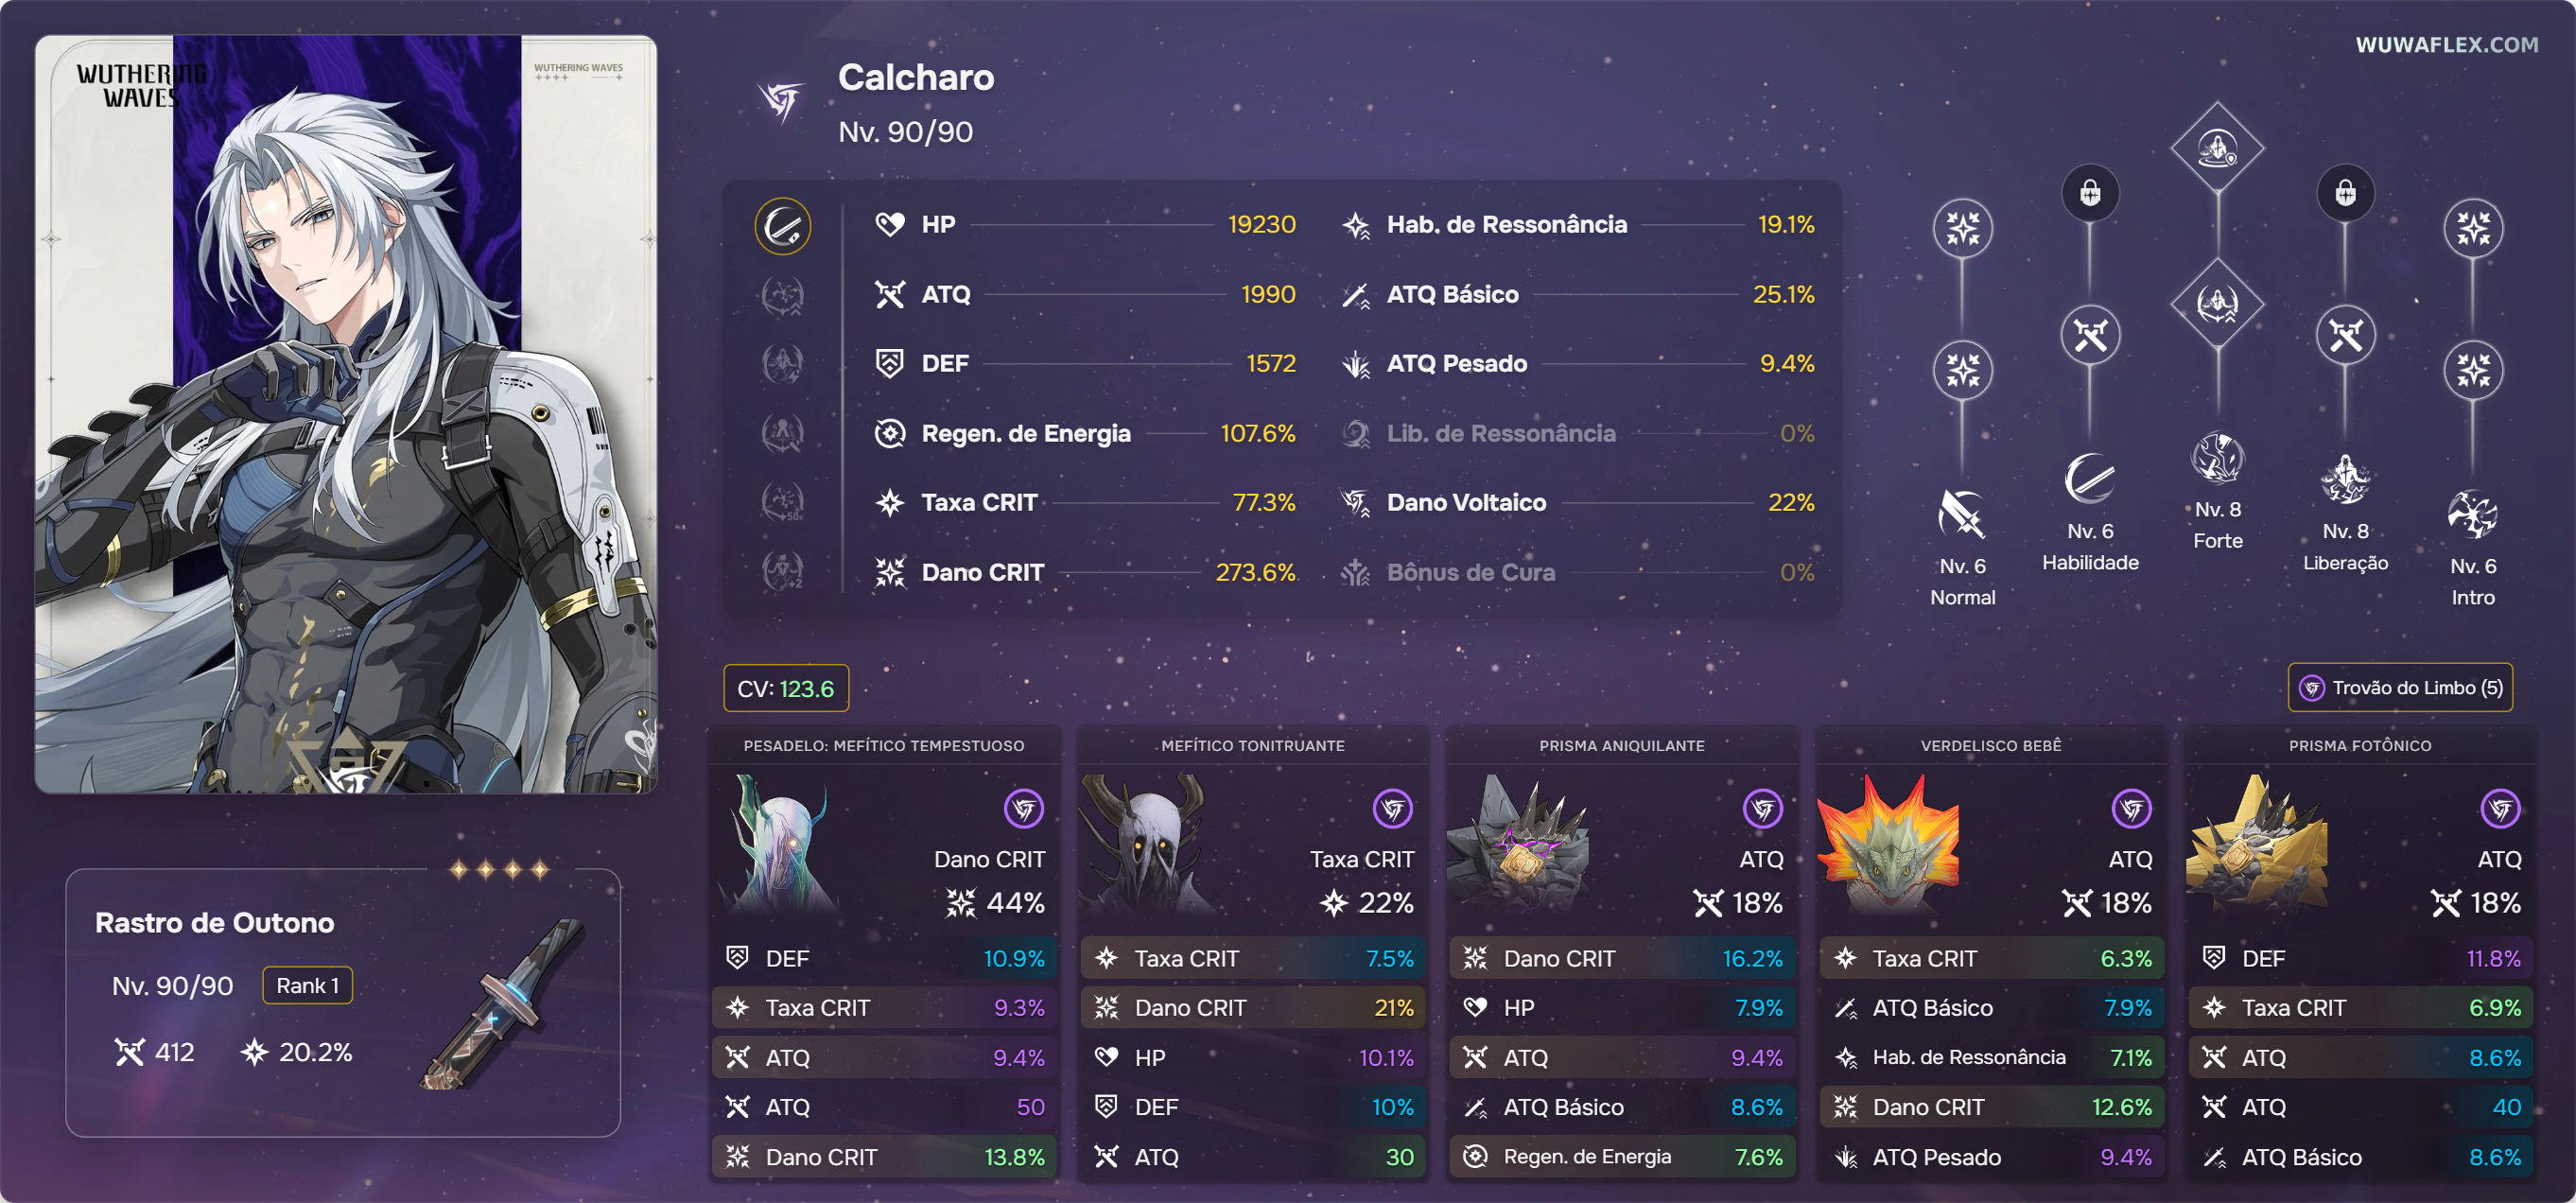 WUWAFLEX.COM
WUTHERING
WAVES
WUTHERING WAVES
Calcharo
Nv. 90/90
HP 19230
Hab. de Ressonância 19.1%
ATQ 1990
ATQ Básico 25.1%
DEF 1572
ATQ Pesado 9.4%
Regen. de Energia 107.6%
Lib. de Ressonância 0%
Taxa CRIT 77.3%
Dano Voltaico 22%
Dano CRIT 273.6%
Bônus de Cura 0%
Nv. 6
Normal
Nv. 6
Habilidade
Nv. 8
Forte
Nv. 8
Liberação
Nv. 6
Intro
CV: 123.6
Trovão do Limbo (5)
Rastro de Outono
Nv. 90/90 Rank 1
412 20.2%
PESADELO: MEFÍTICO TEMPESTUOSO
Dano CRIT
44%
DEF 10.9%
Taxa CRIT 9.3%
ATQ 9.4%
ATQ 50
Dano CRIT 13.8%
MEFÍTICO TONITRUANTE
Taxa CRIT
22%
Taxa CRIT 7.5%
Dano CRIT 21%
HP 10.1%
DEF 10%
ATQ 30
PRISMA ANIQUILANTE
ATQ
18%
Dano CRIT 16.2%
HP 7.9%
ATQ 9.4%
ATQ Básico 8.6%
Regen. de Energia 7.6%
VERDELISCO BEBÊ
ATQ
18%
Taxa CRIT 6.3%
ATQ Básico 7.9%
Hab. de Ressonância 7.1%
Dano CRIT 12.6%
ATQ Pesado 9.4%
PRISMA FOTÔNICO
ATQ
18%
DEF 11.8%
Taxa CRIT 6.9%
ATQ 8.6%
ATQ 40
ATQ Básico 8.6%